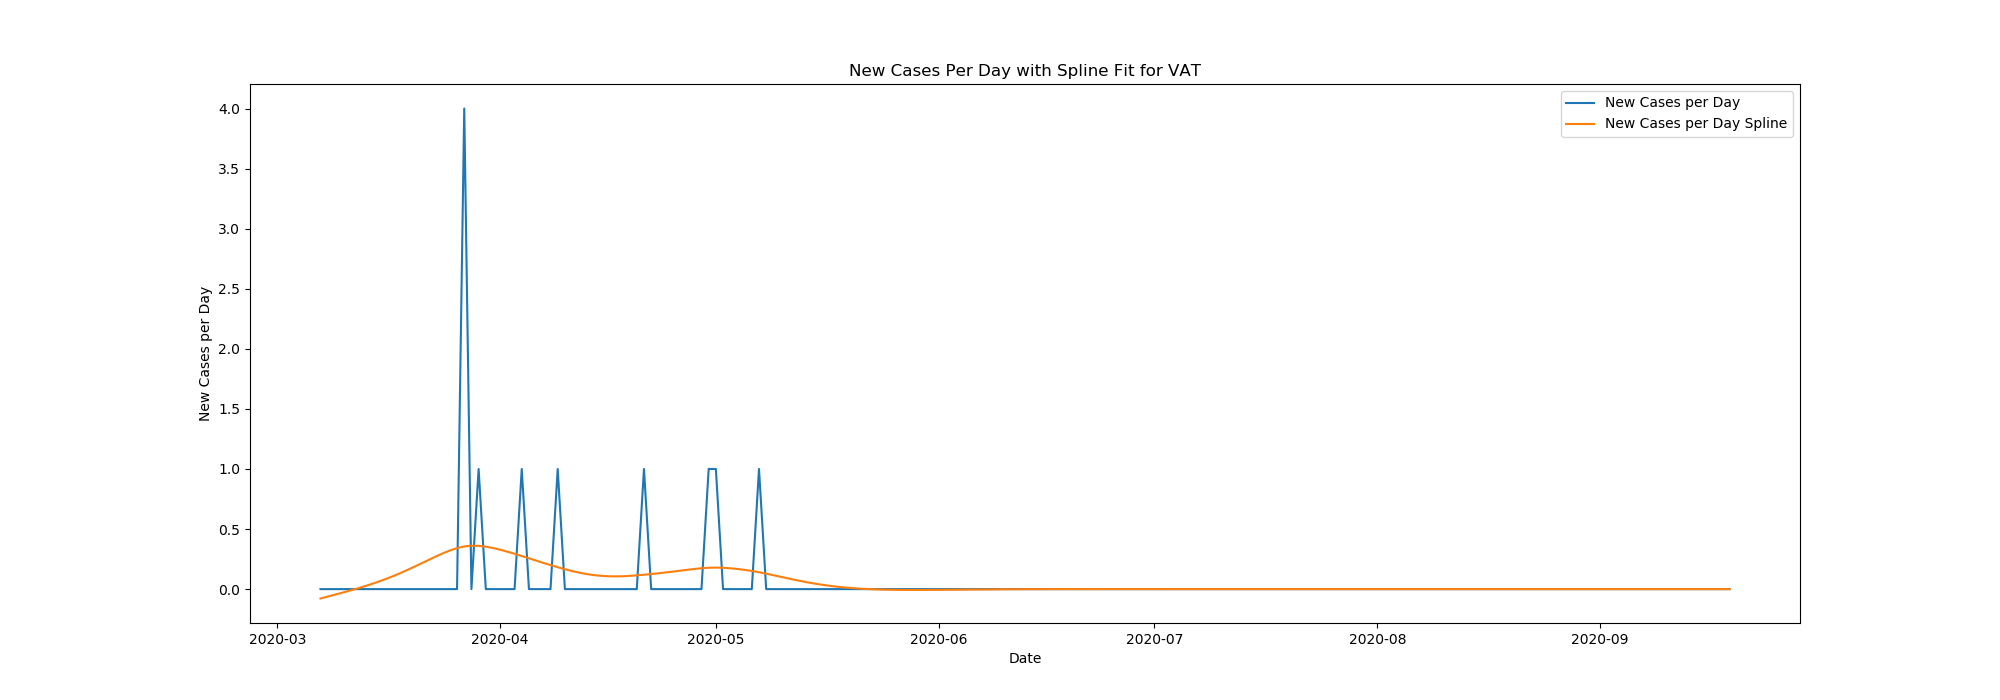 New Cases Per Day with Spline Fit for VAT
New Cases per Day
New Cases per Day Spline
4.0
3.5
3.0
2.5
2.0
1.5
1.0
0.5
0.0
New Cases per Day
2020-03 2020-04 2020-05 2020-06 2020-07 2020-08 2020-09
Date